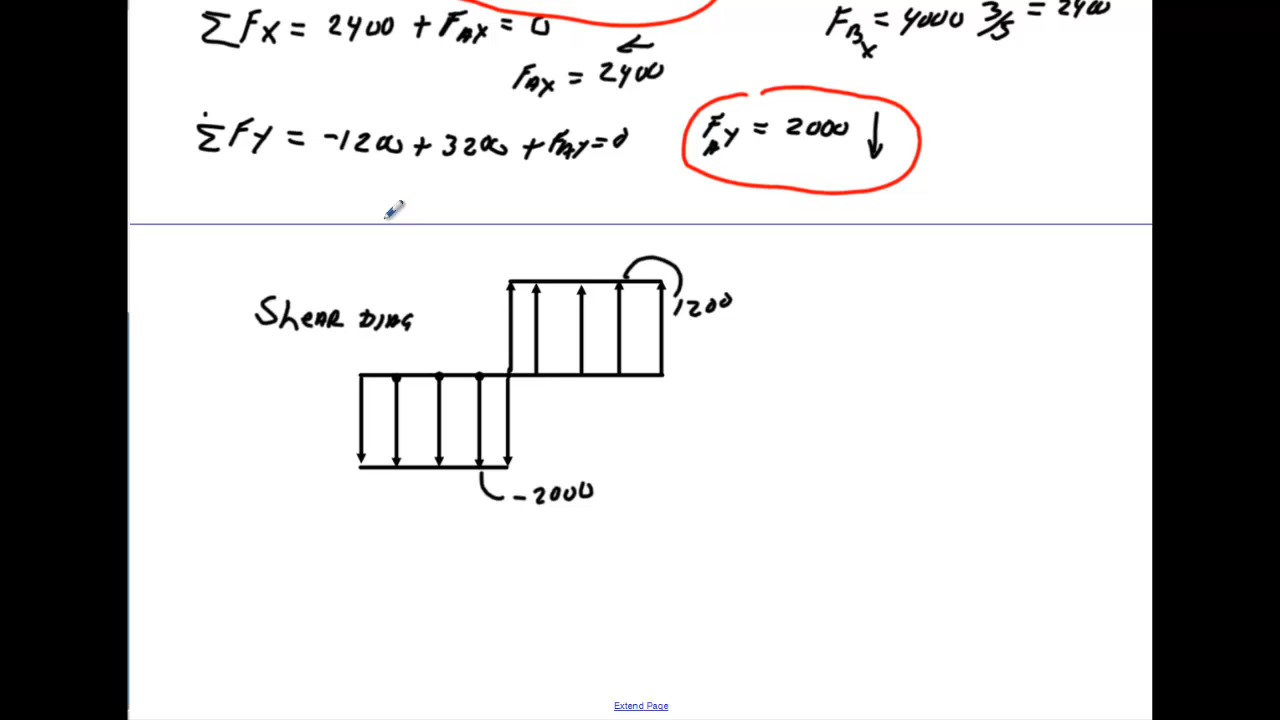 ΣFx = 2400 + FAX = 0
FBx = 4000 3/5 = 2400
FAX = 2400
ΣFy = -1200 + 3200 + FAY = 0
FAY = 2000 ↓
SHEAR DIAG
1200
-2000
Extend Page